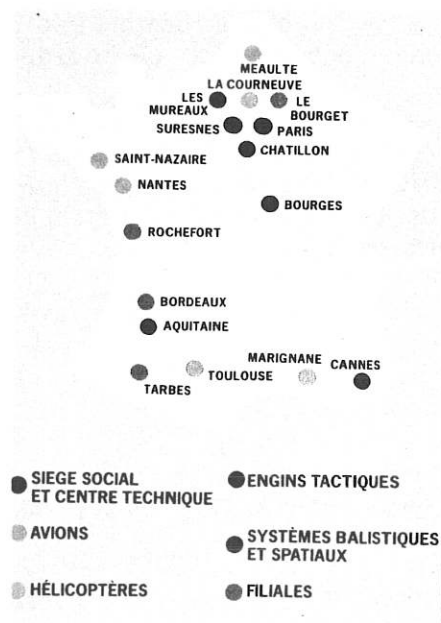 MEAULTE
LA COURNEUVE
LES
MUREAUX
LE
BOURGET
SURESNES
PARIS
CHATILLON
SAINT-NAZAIRE
NANTES
BOURGES
ROCHEFORT
BORDEAUX
AQUITAINE
MARIGNANE
CANNES
TOULOUSE
TARBES
SIEGE SOCIAL
ET CENTRE TECHNIQUE
ENGINS TACTIQUES
AVIONS
SYSTÈMES BALISTIQUES
ET SPATIAUX
HÉLICOPTÈRES
FILIALES